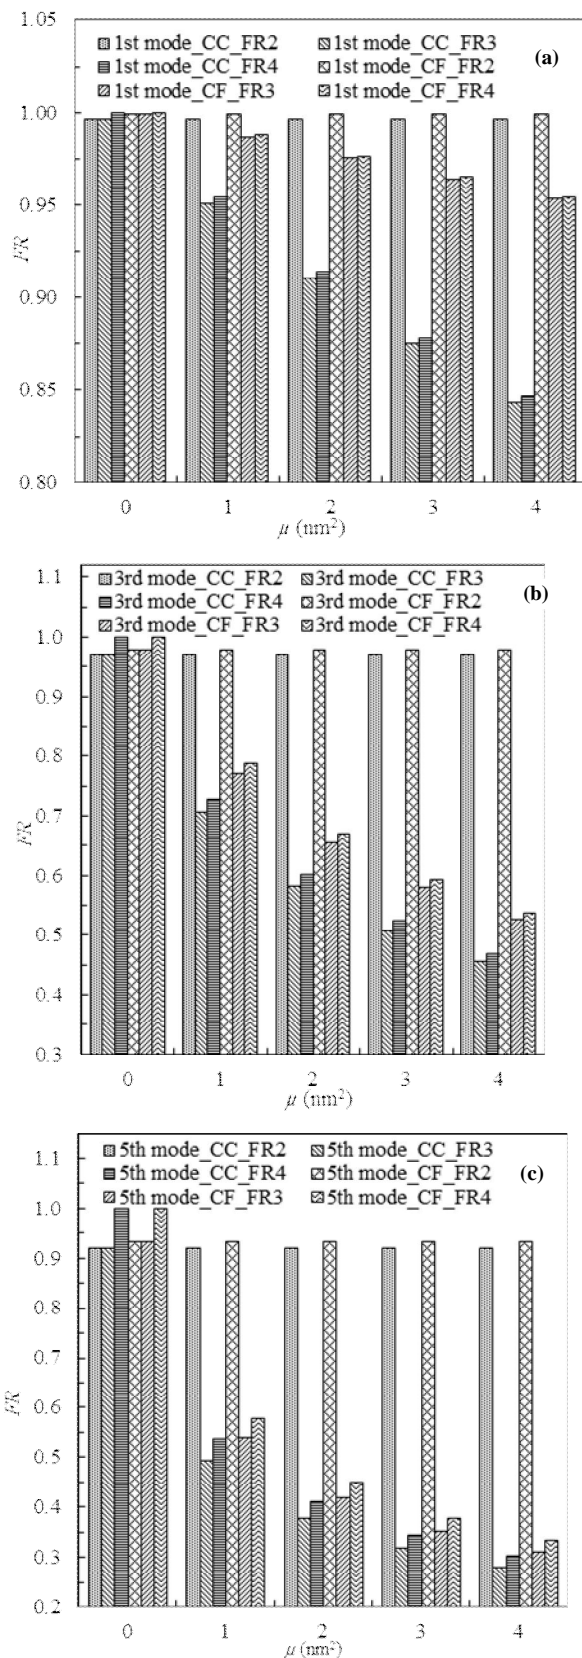 1.05
1st mode_CC_FR2 1st mode_CC_FR3
1st mode_CC_FR4 1st mode_CF_FR2
1st mode_CF_FR3 1st mode_CF_FR4
(a)
1.00
0.95
0.90
0.85
0.80
FR
0 1 2 3 4
μ (nm²)
1.1
3rd mode_CC_FR2 3rd mode_CC_FR3
3rd mode_CC_FR4 3rd mode_CF_FR2
3rd mode_CF_FR3 3rd mode_CF_FR4
(b)
1.0
0.9
0.8
0.7
0.6
0.5
0.4
0.3
FR
0 1 2 3 4
μ (nm²)
1.1
5th mode_CC_FR2 5th mode_CC_FR3
5th mode_CC_FR4 5th mode_CF_FR2
5th mode_CF_FR3 5th mode_CF_FR4
(c)
1.0
0.9
0.8
0.7
0.6
0.5
0.4
0.3
0.2
FR
0 1 2 3 4
μ (nm²)